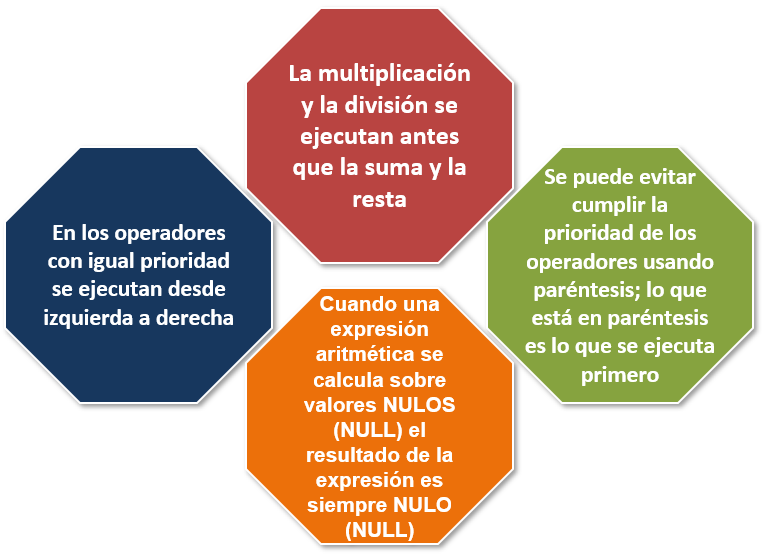 La multiplicación
y la división se
ejecutan antes
que la suma y la
resta
En los operadores
con igual prioridad
se ejecutan desde
izquierda a derecha
Se puede evitar
cumplir la
prioridad de los
operadores usando
paréntesis; lo que
está en paréntesis
es lo que se ejecuta
primero
Cuando una
expresión
aritmética se
calcula sobre
valores NULOS
(NULL) el
resultado de la
expresión es
siempre NULO
(NULL)